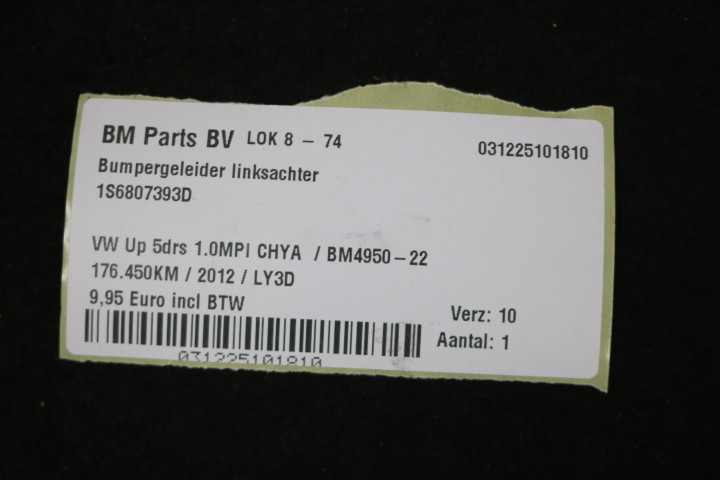 BM Parts BV LOK 8 - 74
031225101810
Bumpergeleider linksachter
1S6807393D
VW Up 5drs 1.0MPI CHYA / BM4950-22
176.450KM / 2012 / LY3D
9,95 Euro incl BTW
Verz: 10
Aantal: 1
031225101810